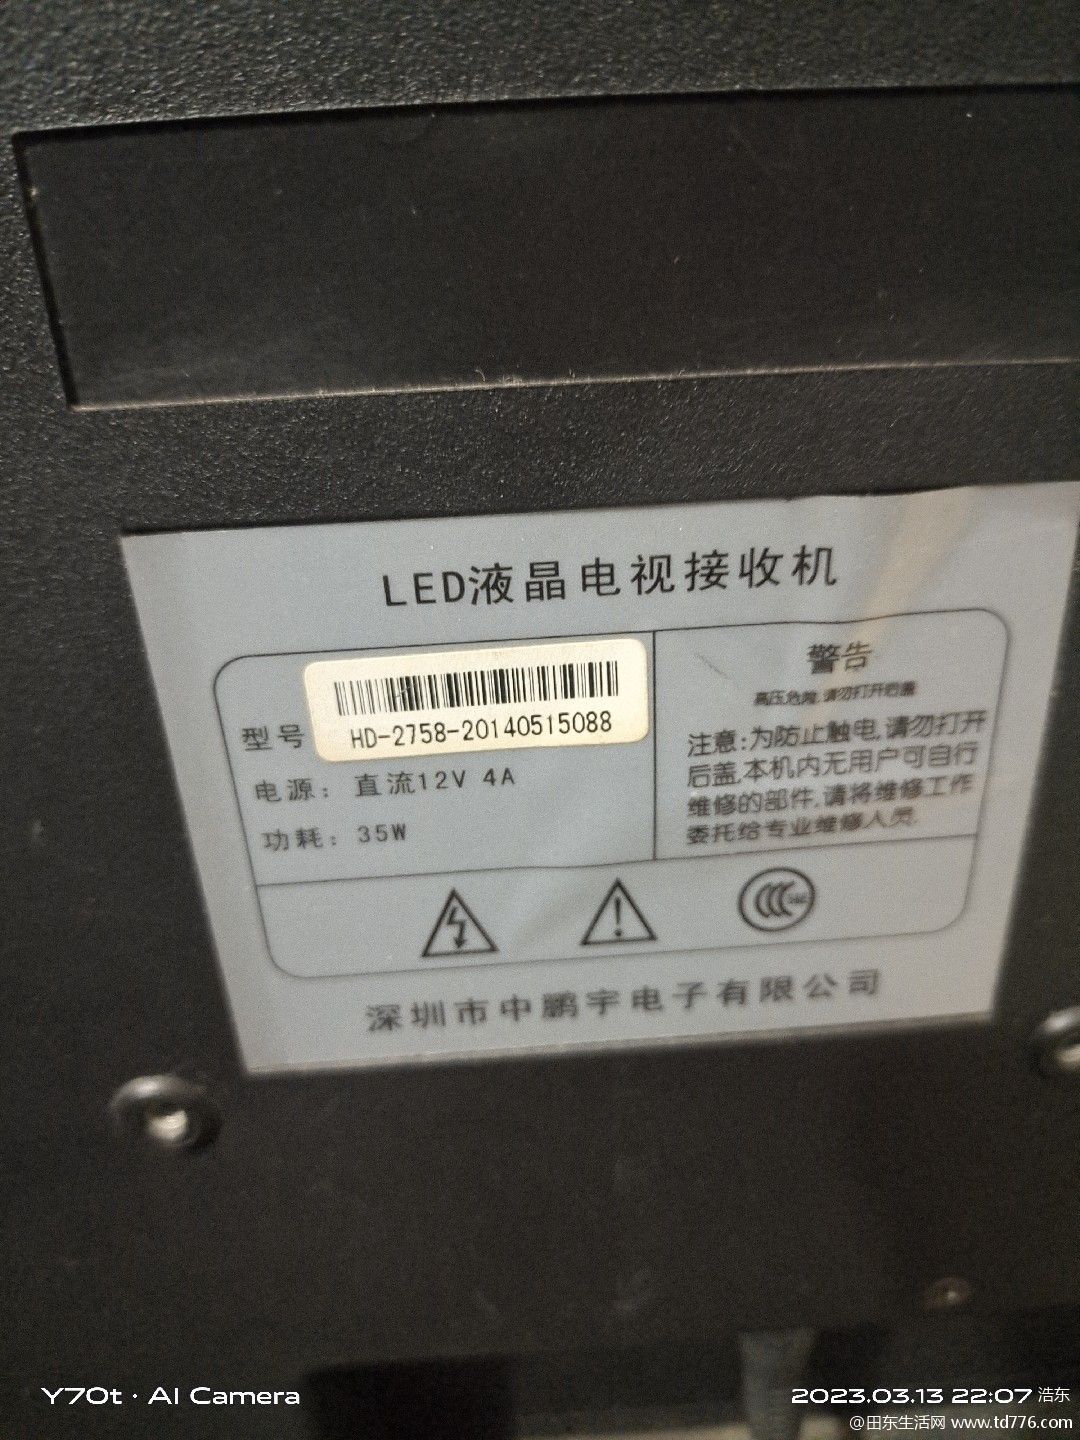 LED液晶电视接收机
型号
HD-2758-20140515088
电源：直流12V 4A
功耗：35W
警告
高压危险,请勿打开后盖
注意:为防止触电,请勿打开
后盖,本机内无用户可自行
维修的部件,请将维修工作
委托给专业维修人员.
深圳市中鹏宇电子有限公司
Y70t · AI Camera
2023.03.13 22:07 浩东
@田东生活网 www.td776.com